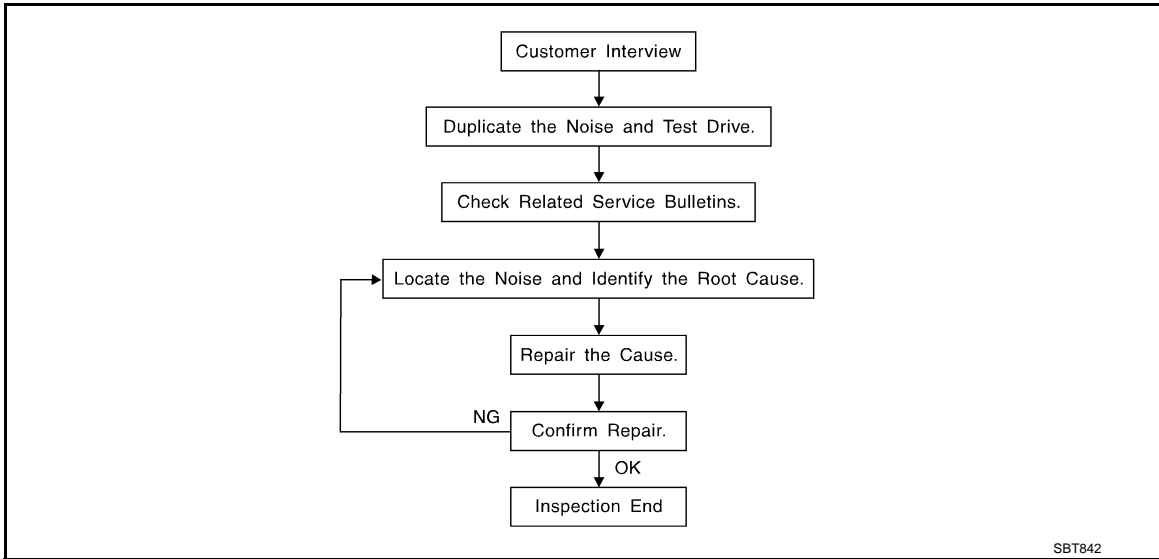 Customer Interview
Duplicate the Noise and Test Drive.
Check Related Service Bulletins.
Locate the Noise and Identify the Root Cause.
Repair the Cause.
NG
Confirm Repair.
OK
Inspection End
SBT842